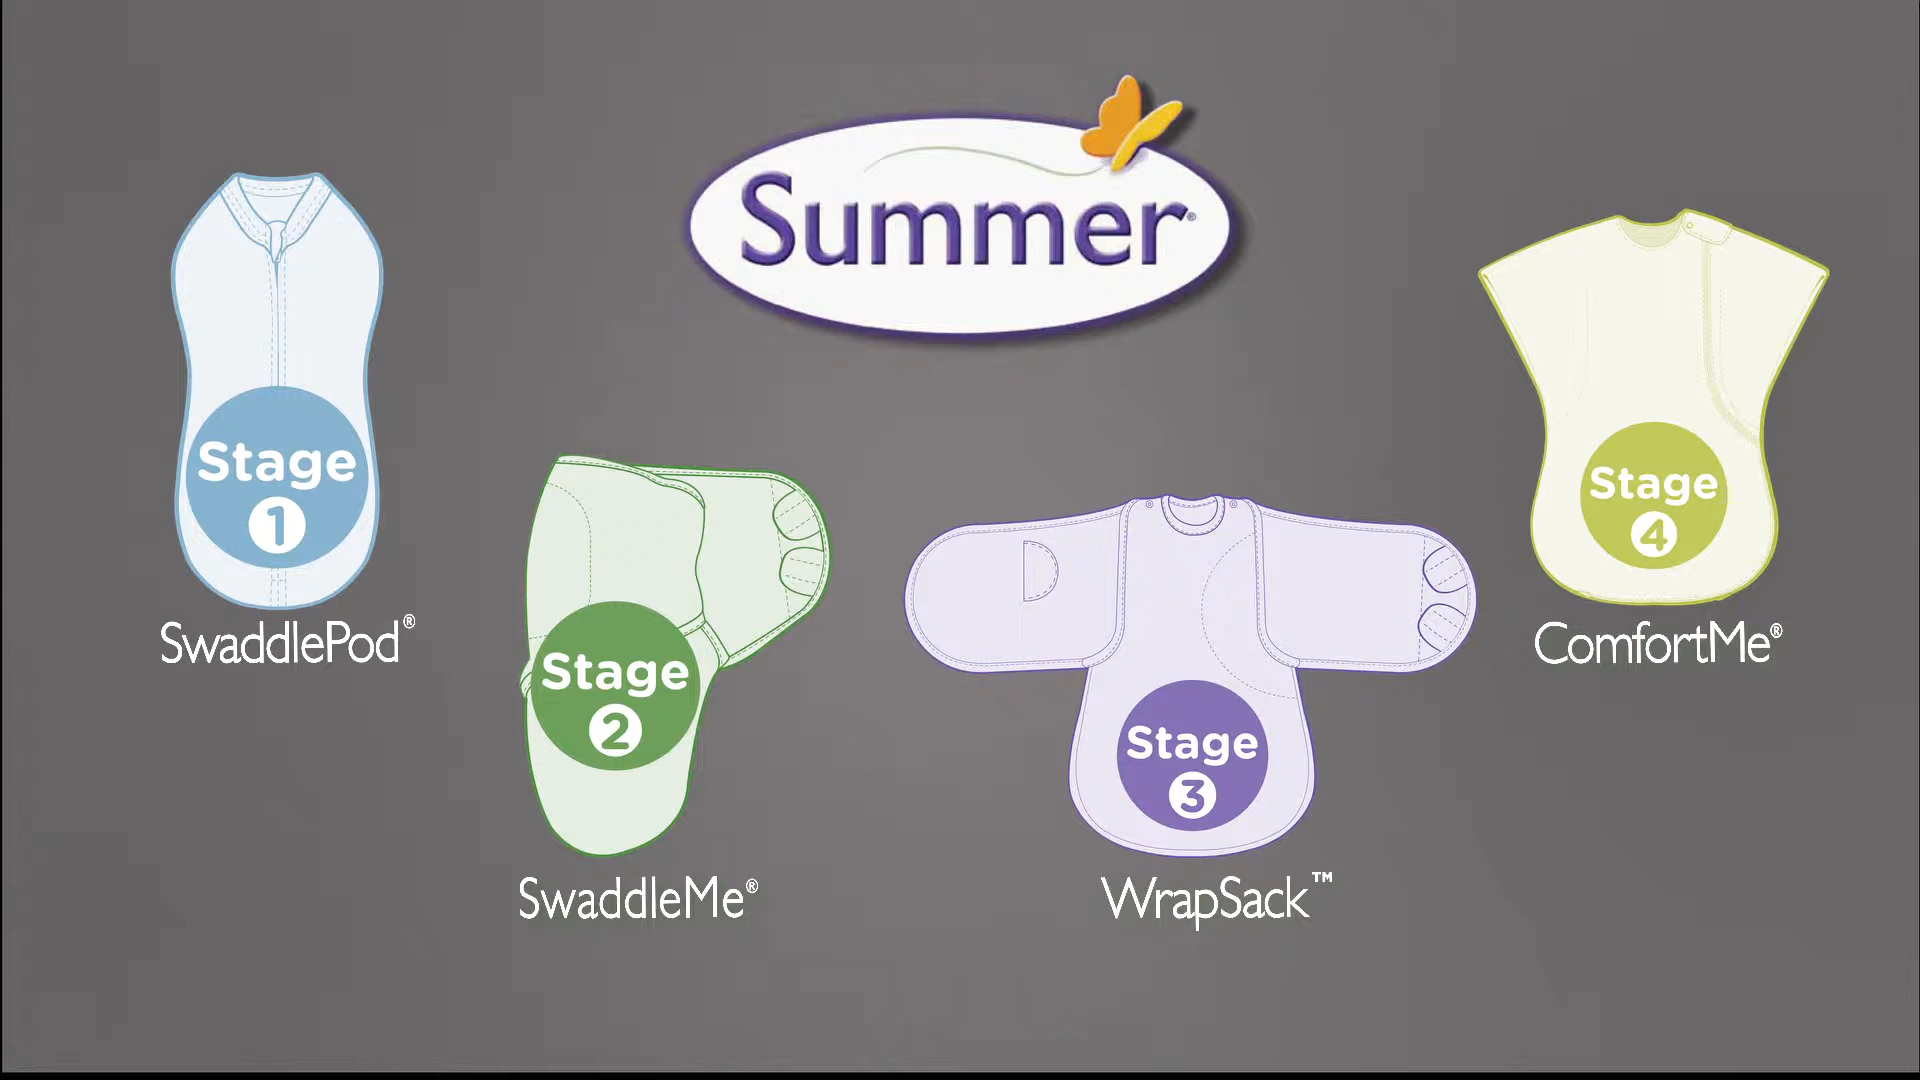 Summer®
Stage
1
SwaddlePod®
Stage
2
SwaddleMe®
Stage
3
WrapSack™
Stage
4
ComfortMe®